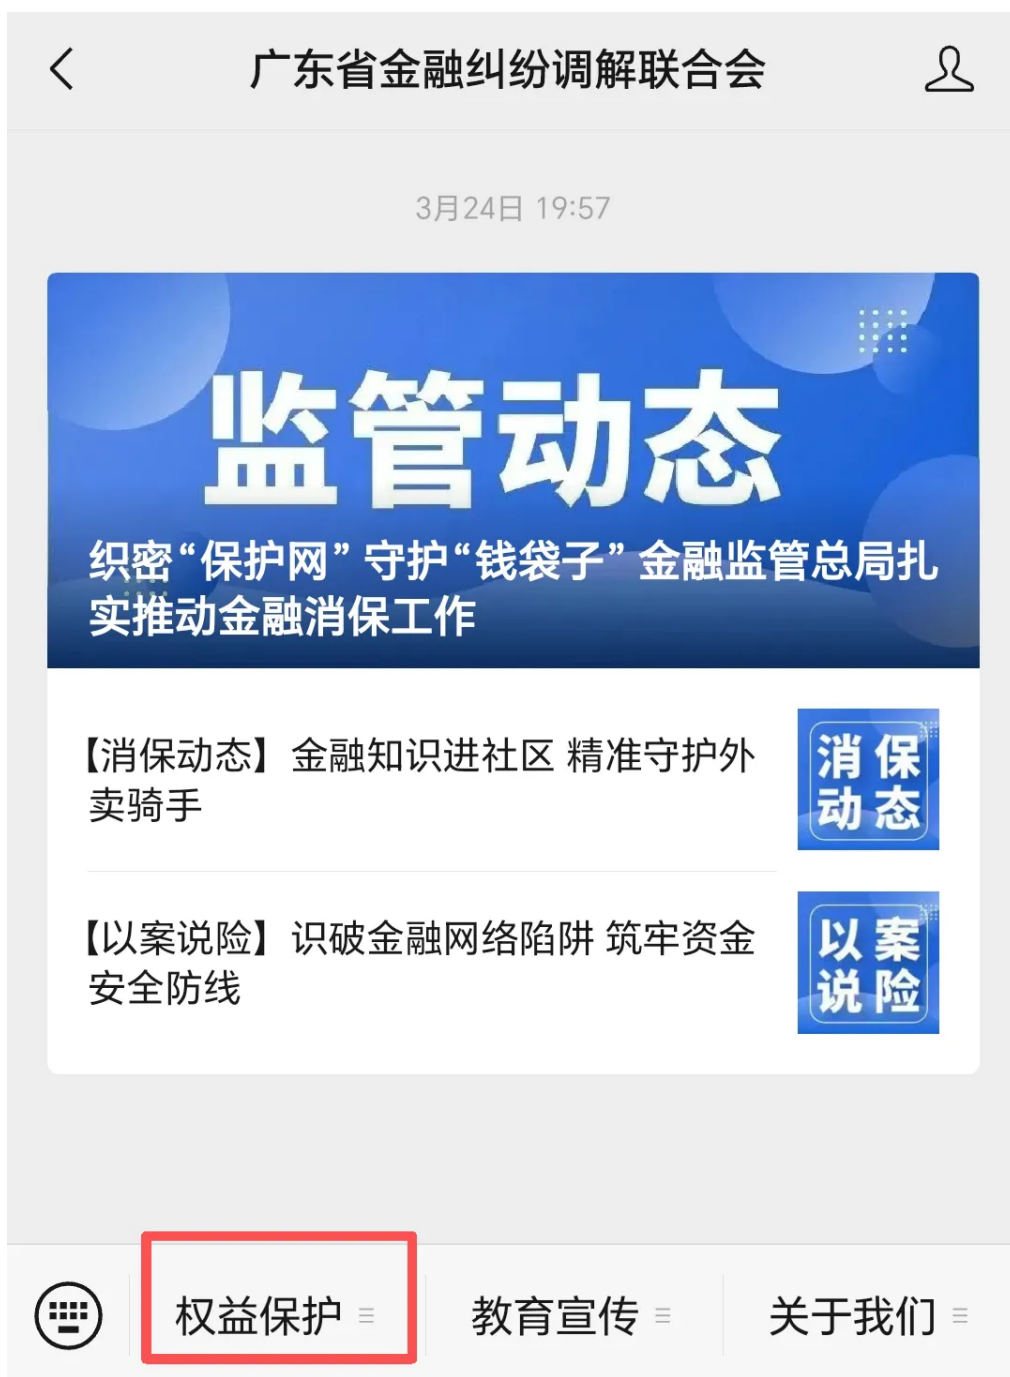 广东省金融纠纷调解联合会
3月24日 19:57
监管动态
织密“保护网” 守护“钱袋子” 金融监管总局扎
实推动金融消保工作
【消保动态】金融知识进社区 精准守护外
卖骑手
消保
动态
【以案说险】识破金融网络陷阱 筑牢资金
安全防线
以案
说险
权益保护
教育宣传
关于我们